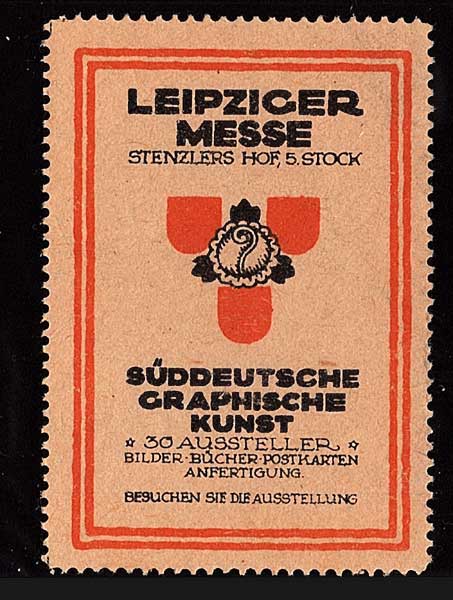 LEIPZIGER
MESSE
STENZLERS HOF, 5. STOCK
SÜDDEUTSCHE
GRAPHISCHE
KUNST
☆ 30 AUSSTELLER ☆
BILDER · BÜCHER · POSTKARTEN
ANFERTIGUNG.
BESUCHEN SIE DIE AUSSTELLUNG